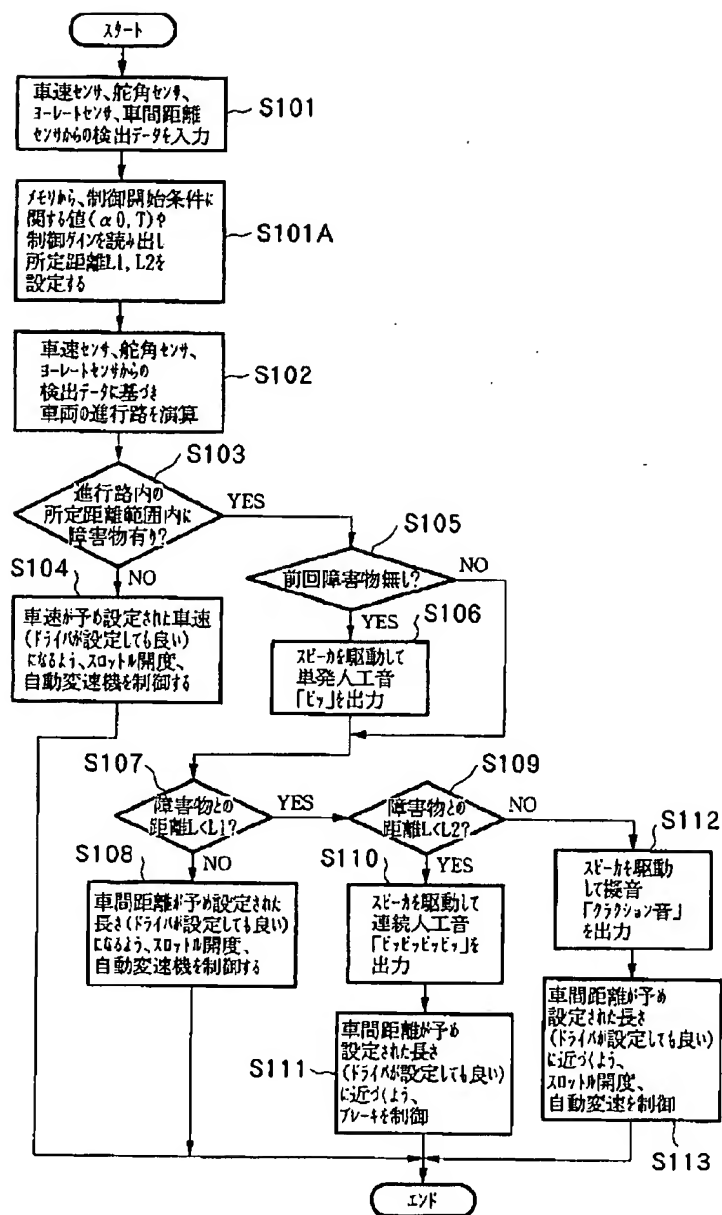 スタート
車速センサ、舵角センサ、
ヨーレートセンサ、車間距離
センサからの検出データを入力
S101
メモリから、制御開始条件に
関する値(α0,T)や
制御ゲインを読み出し
所定距離L1,L2を
設定する
S101A
車速センサ、舵角センサ、
ヨーレートセンサからの
検出データに基づき
車両の進行路を演算
S102
S103
進行路内の
所定距離範囲内に
障害物有り?
YES
NO
S104
車速が予め設定された車速
(ドライバが設定しても良い)
になるよう、スロットル開度、
自動変速機を制御する
S105
前回障害物無し?
NO
YES
S106
スピーカを駆動して
単発人工音
「ピッ」を出力
S107
障害物との
距離L<L1?
YES
NO
S108
車間距離が予め設定された
長さ(ドライバが設定しても良い)
になるよう、スロットル開度、
自動変速機を制御する
S109
障害物との
距離L<L2?
NO
YES
S110
スピーカを駆動して
連続人工音
「ピッピッピッピッ」を
出力
S111
車間距離が予め
設定された長さ
(ドライバが設定しても良い)
に近づくよう、
ブレーキを制御
S112
スピーカを駆動
して擬音
「クラクション音」
を出力
車間距離が予め
設定された長さ
(ドライバが設定しても良い)
に近づくよう、
スロットル開度、
自動変速を制御
S113
エンド